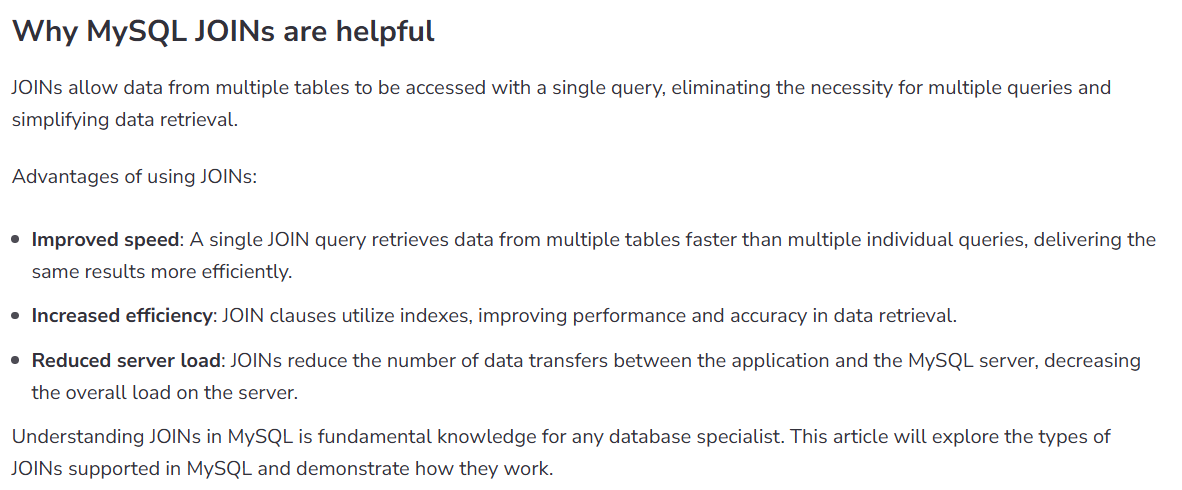 Why MySQL JOINs are helpful
JOINs allow data from multiple tables to be accessed with a single query, eliminating the necessity for multiple queries and
simplifying data retrieval.
Advantages of using JOINs:
Improved speed: A single JOIN query retrieves data from multiple tables faster than multiple individual queries, delivering the
same results more efficiently.
Increased efficiency: JOIN clauses utilize indexes, improving performance and accuracy in data retrieval.
Reduced server load: JOINs reduce the number of data transfers between the application and the MySQL server, decreasing
the overall load on the server.
Understanding JOINs in MySQL is fundamental knowledge for any database specialist. This article will explore the types of
JOINs supported in MySQL and demonstrate how they work.